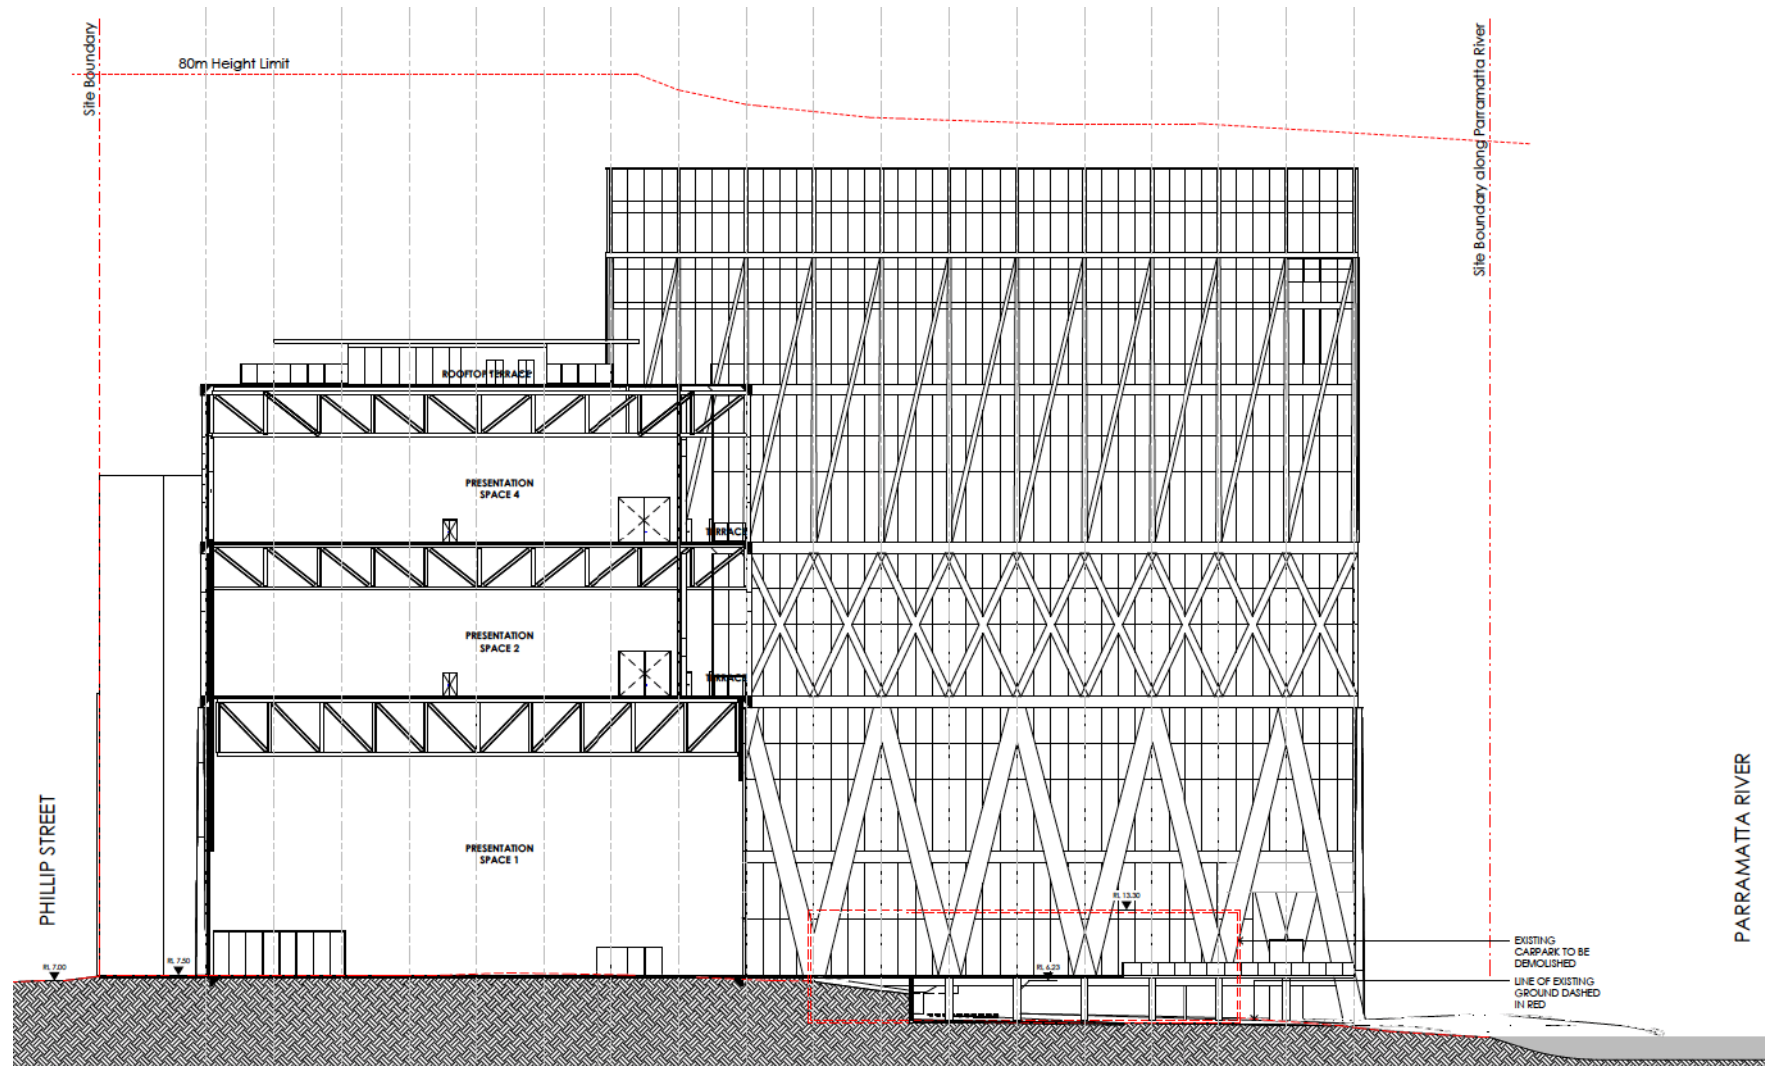 Site Boundary
80m Height Limit
Site Boundary along Parramatta River
ROOFTOP TERRACE
PRESENTATION
SPACE 4
TERRACE
PRESENTATION
SPACE 2
TERRACE
PRESENTATION
SPACE 1
PHILLIP STREET
PARRAMATTA RIVER
RL 13.30
RL 7.00
RL 7.50
RL 6.23
EXISTING
CARPARK TO BE
DEMOLISHED
LINE OF EXISTING
GROUND DASHED
IN RED